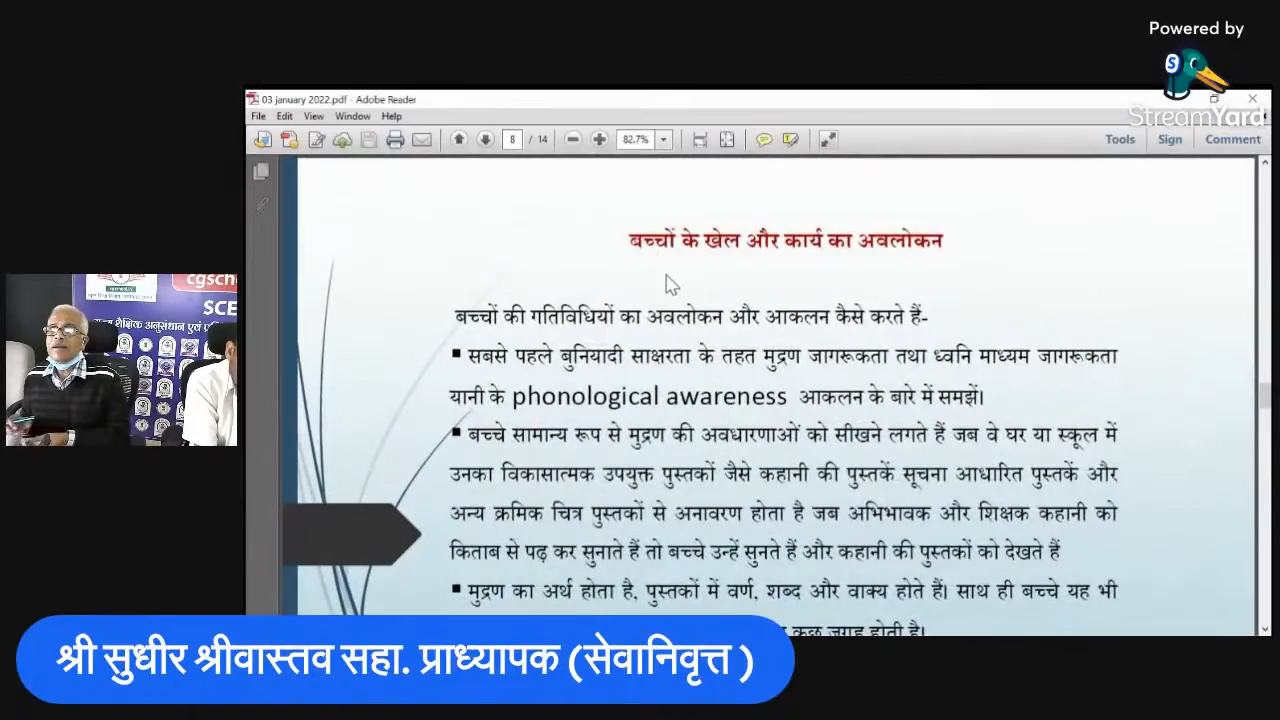 Powered by
StreamYard
03 january 2022.pdf - Adobe Reader
File Edit View Window Help
8 / 14 82.7% Tools Sign Comment
बच्चों के खेल और कार्य का अवलोकन
बच्चों की गतिविधियों का अवलोकन और आकलन कैसे करते हैं-
▪ सबसे पहले बुनियादी साक्षरता के तहत मुद्रण जागरूकता तथा ध्वनि माध्यम जागरूकता
यानी के phonological awareness आकलन के बारे में समझें।
▪ बच्चे सामान्य रूप से मुद्रण की अवधारणाओं को सीखने लगते हैं जब वे घर या स्कूल में
उनका विकासात्मक उपयुक्त पुस्तकों जैसे कहानी की पुस्तकें सूचना आधारित पुस्तकें और
अन्य क्रमिक चित्र पुस्तकों से अनावरण होता है जब अभिभावक और शिक्षक कहानी को
किताब से पढ़ कर सुनाते हैं तो बच्चे उन्हें सुनते हैं और कहानी की पुस्तकों को देखते हैं
▪ मुद्रण का अर्थ होता है, पुस्तकों में वर्ण, शब्द और वाक्य होते हैं। साथ ही बच्चे यह भी
कुछ जगह होती है।
cgsch
SCE
श्री सुधीर श्रीवास्तव सहा. प्राध्यापक (सेवानिवृत्त )